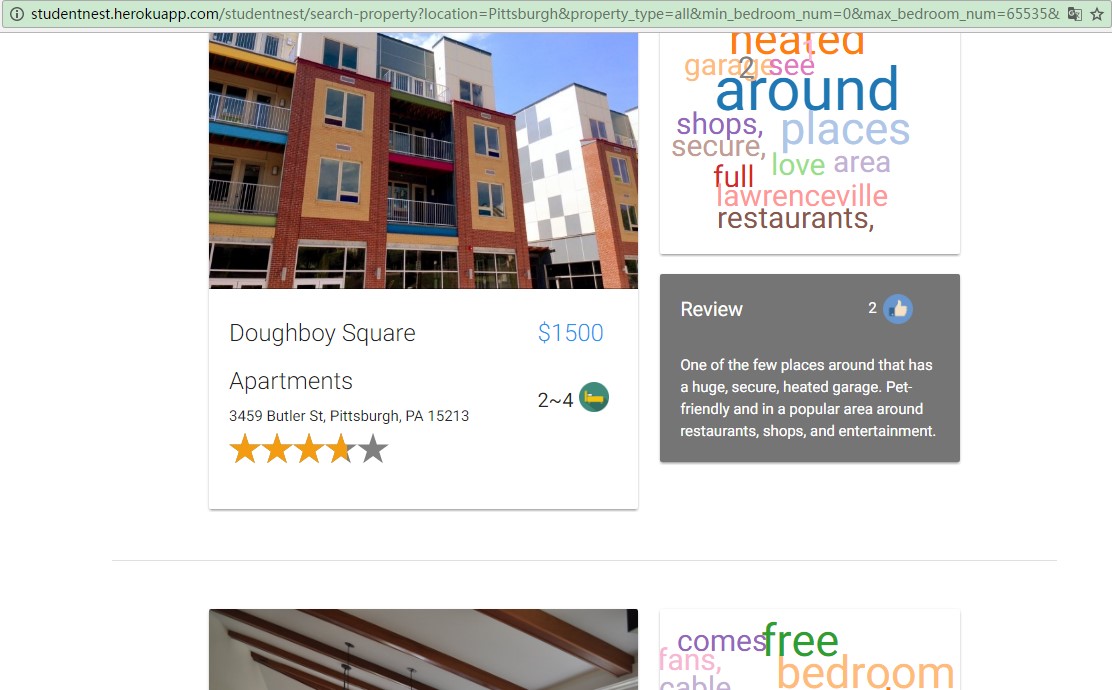 studentnest.herokuapp.com/studentnest/search-property?location=Pittsburgh&property_type=all&min_bedroom_num=0&max_bedroom_num=65535&
heated
garage
2
see
around
shops,
places
secure,
love
area
full
lawrenceville
restaurants,
Review 2
One of the few places around that has
a huge, secure, heated garage. Pet-
friendly and in a popular area around
restaurants, shops, and entertainment.
Doughboy Square $1500
Apartments
2~4
3459 Butler St, Pittsburgh, PA 15213
comes
free
fans,
bedroom
cable